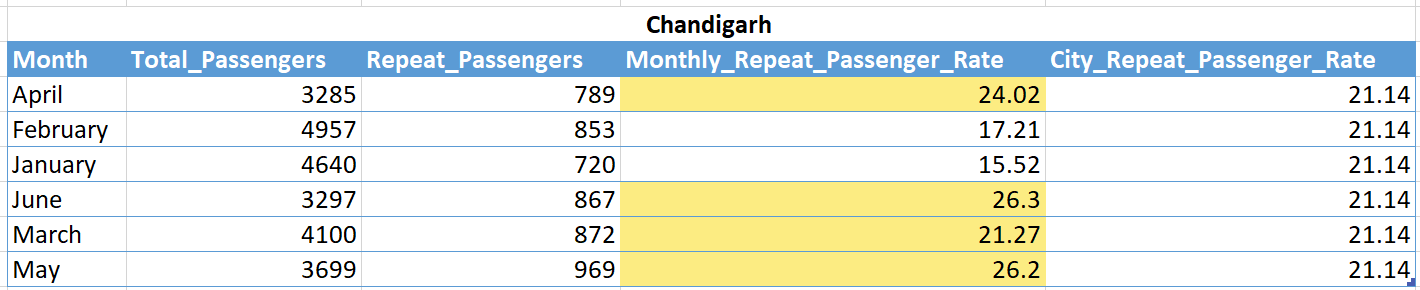 Chandigarh
Month Total_Passengers Repeat_Passengers Monthly_Repeat_Passenger_Rate City_Repeat_Passenger_Rate
April 3285 789 24.02 21.14
February 4957 853 17.21 21.14
January 4640 720 15.52 21.14
June 3297 867 26.3 21.14
March 4100 872 21.27 21.14
May 3699 969 26.2 21.14